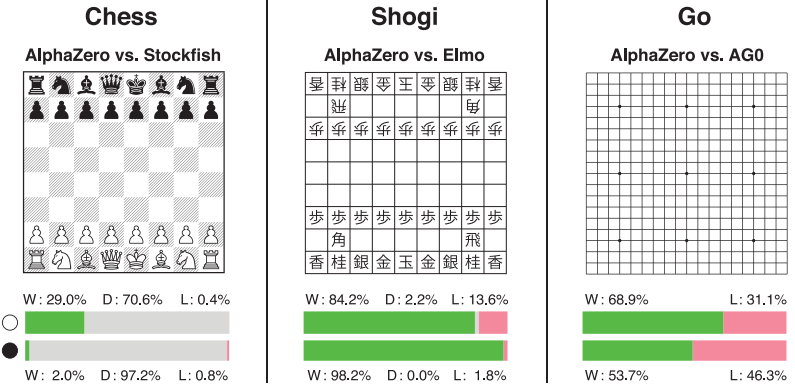 Chess
AlphaZero vs. Stockfish
W: 29.0% D: 70.6% L: 0.4%
W: 2.0% D: 97.2% L: 0.8%
Shogi
AlphaZero vs. Elmo
香 桂 銀 金 王 金 銀 桂 香
飛 角
歩 歩 歩 歩 歩 歩 歩 歩 歩
歩 歩 歩 歩 歩 歩 歩 歩 歩
角 飛
香 桂 銀 金 玉 金 銀 桂 香
W: 84.2% D: 2.2% L: 13.6%
W: 98.2% D: 0.0% L: 1.8%
Go
AlphaZero vs. AG0
W: 68.9% L: 31.1%
W: 53.7% L: 46.3%